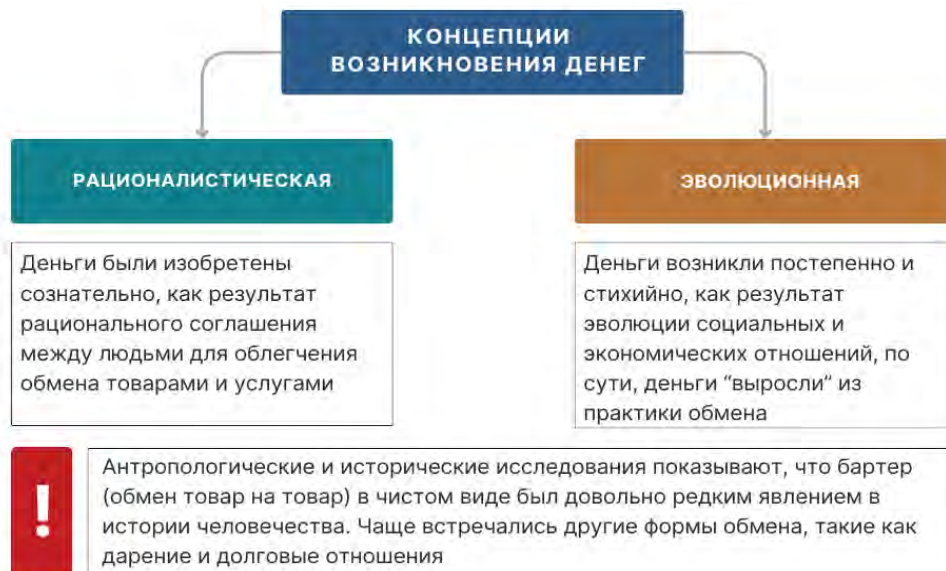 КОНЦЕПЦИИ
ВОЗНИКНОВЕНИЯ ДЕНЕГ
РАЦИОНАЛИСТИЧЕСКАЯ
Деньги были изобретены
сознательно, как результат
рационального соглашения
между людьми для облегчения
обмена товарами и услугами
ЭВОЛЮЦИОННАЯ
Деньги возникли постепенно и
стихийно, как результат
эволюции социальных и
экономических отношений, по
сути, деньги “выросли” из
практики обмена
!
Антропологические и исторические исследования показывают, что бартер
(обмен товар на товар) в чистом виде был довольно редким явлением в
истории человечества. Чаще встречались другие формы обмена, такие как
дарение и долговые отношения